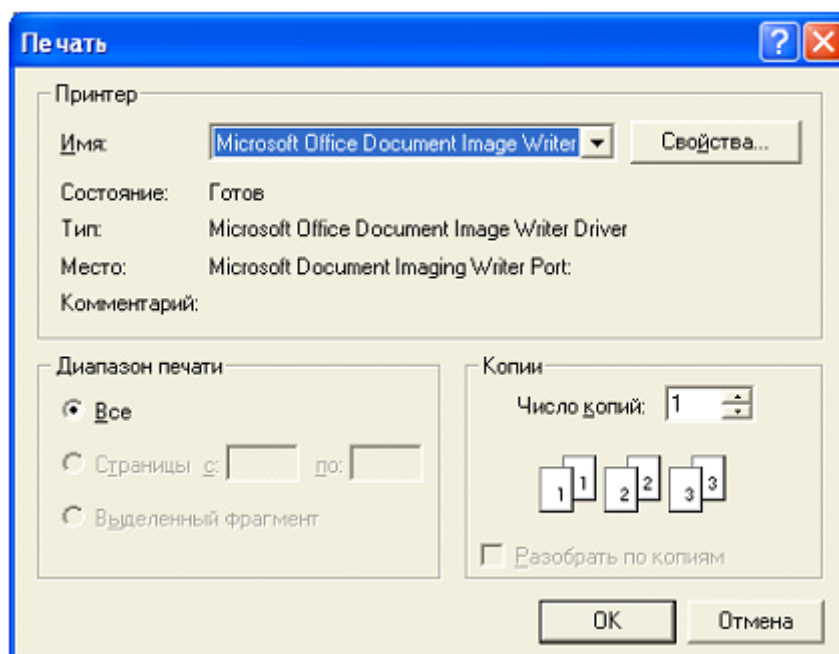 Печать
Принтер
Имя: Microsoft Office Document Image Writer Свойства...
Состояние: Готов
Тип: Microsoft Office Document Image Writer Driver
Место: Microsoft Document Imaging Writer Port:
Комментарий:
Диапазон печати
Все
Страницы с: по:
Выделенный фрагмент
Копии
Число копий: 1
1 1 2 2 3 3
Разобрать по копиям
OK Отмена